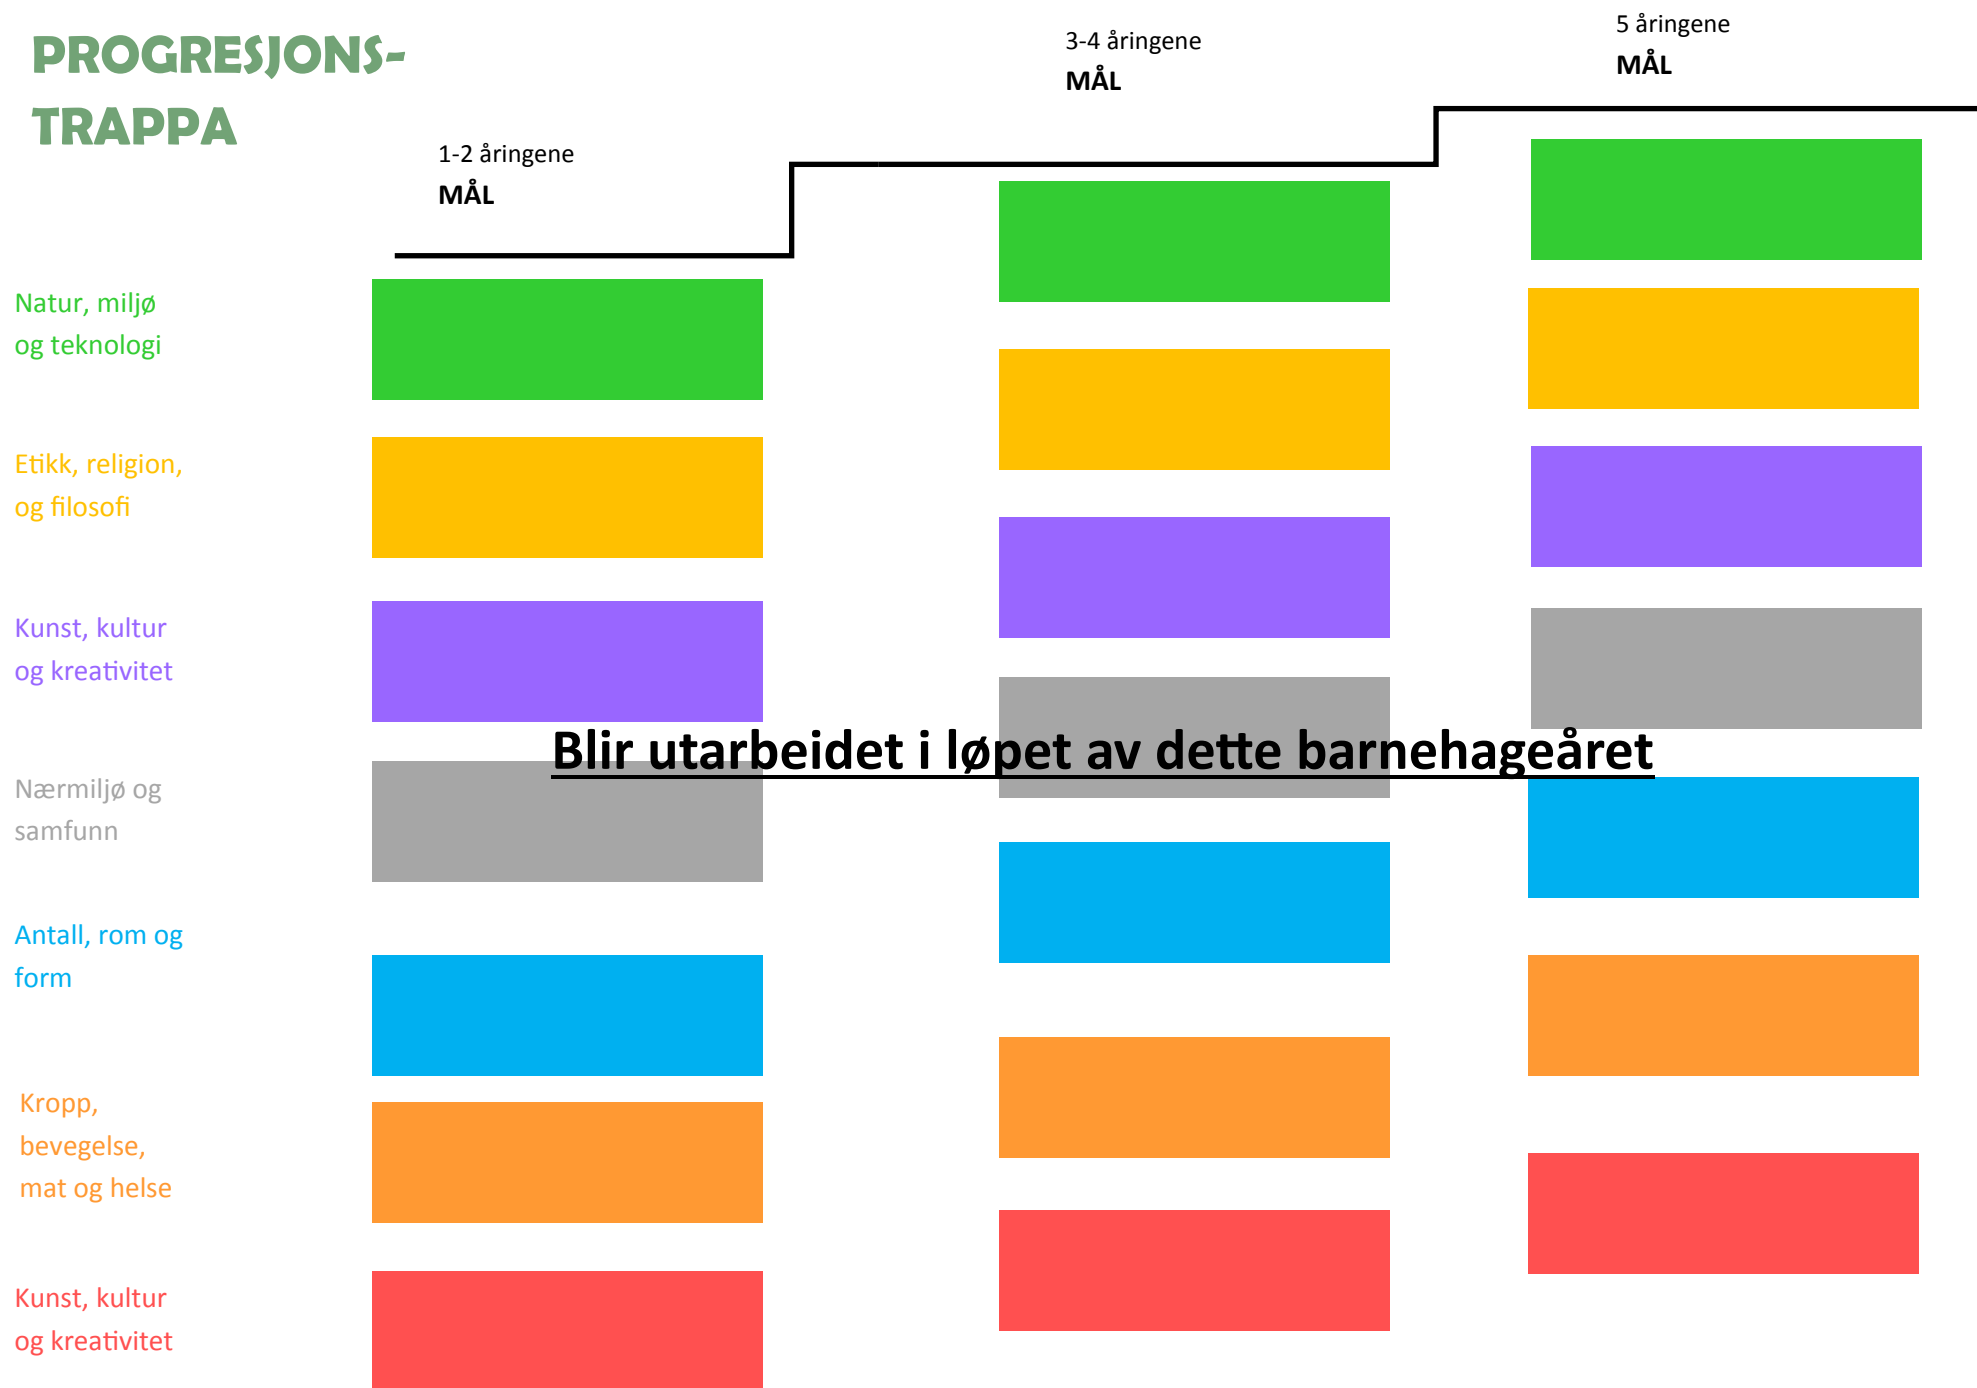 PROGRESJONS-
TRAPPA
1-2 åringene
MÅL
3-4 åringene
MÅL
5 åringene
MÅL
Natur, miljø
og teknologi
Etikk, religion,
og filosofi
Kunst, kultur
og kreativitet
Blir utarbeidet i løpet av dette barnehageåret
Nærmiljø og
samfunn
Antall, rom og
form
Kropp,
bevegelse,
mat og helse
Kunst, kultur
og kreativitet